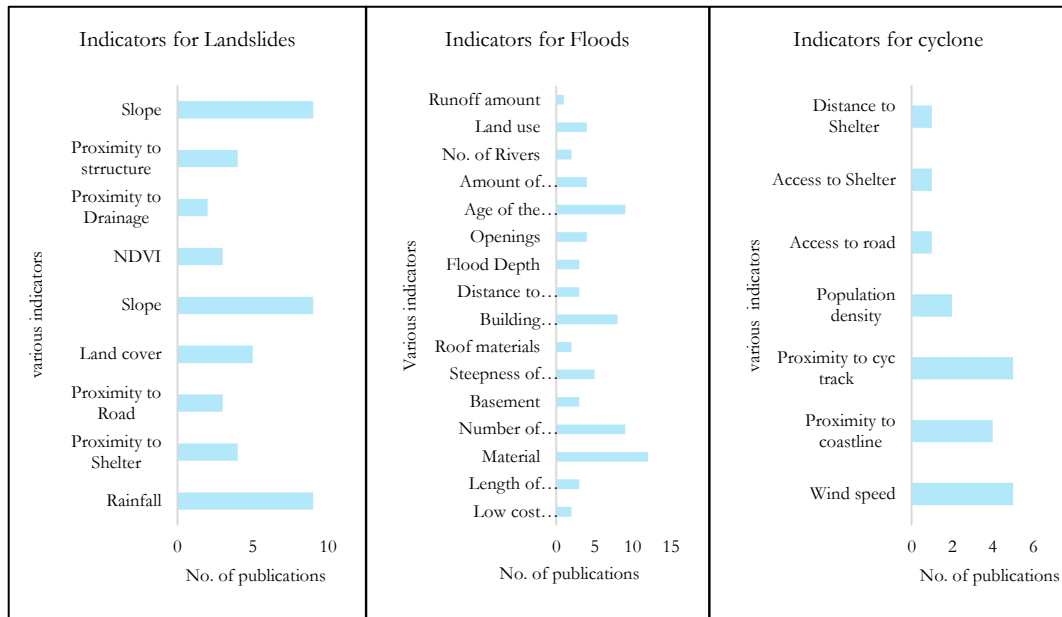 Indicators for Landslides
various indicators
Slope
Proximity to
strructure
Proximity to
Drainage
NDVI
Slope
Land cover
Proximity to
Road
Proximity to
Shelter
Rainfall
0 5 10
No. of publications
Indicators for Floods
Various indicators
Runoff amount
Land use
No. of Rivers
Amount of…
Age of the…
Openings
Flood Depth
Distance to…
Building…
Roof materials
Steepness of…
Basement
Number of…
Material
Length of…
Low cost…
0 5 10 15
No. of publications
Indicators for cyclone
various indicators
Distance to
Shelter
Access to Shelter
Access to road
Population
density
Proximity to cyc
track
Proximity to
coastline
Wind speed
0 2 4 6
No. of publications